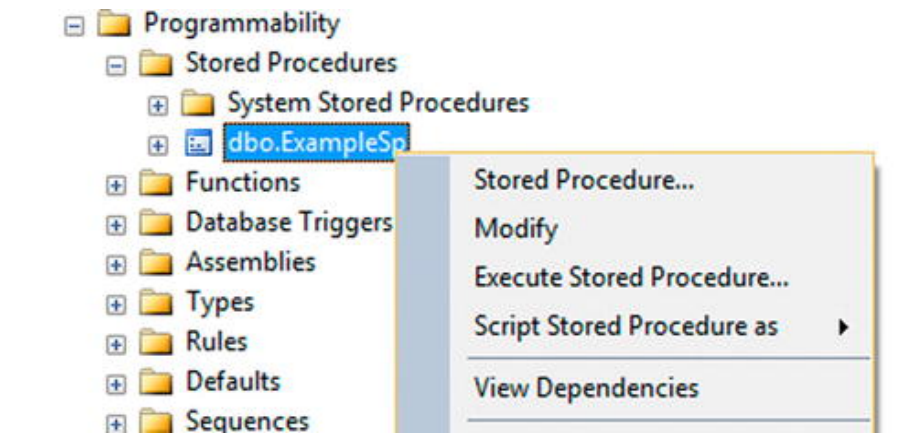 Programmability
Stored Procedures
System Stored Procedures
dbo.ExampleSp
Functions
Database Triggers
Assemblies
Types
Rules
Defaults
Sequences
Stored Procedure...
Modify
Execute Stored Procedure...
Script Stored Procedure as
View Dependencies